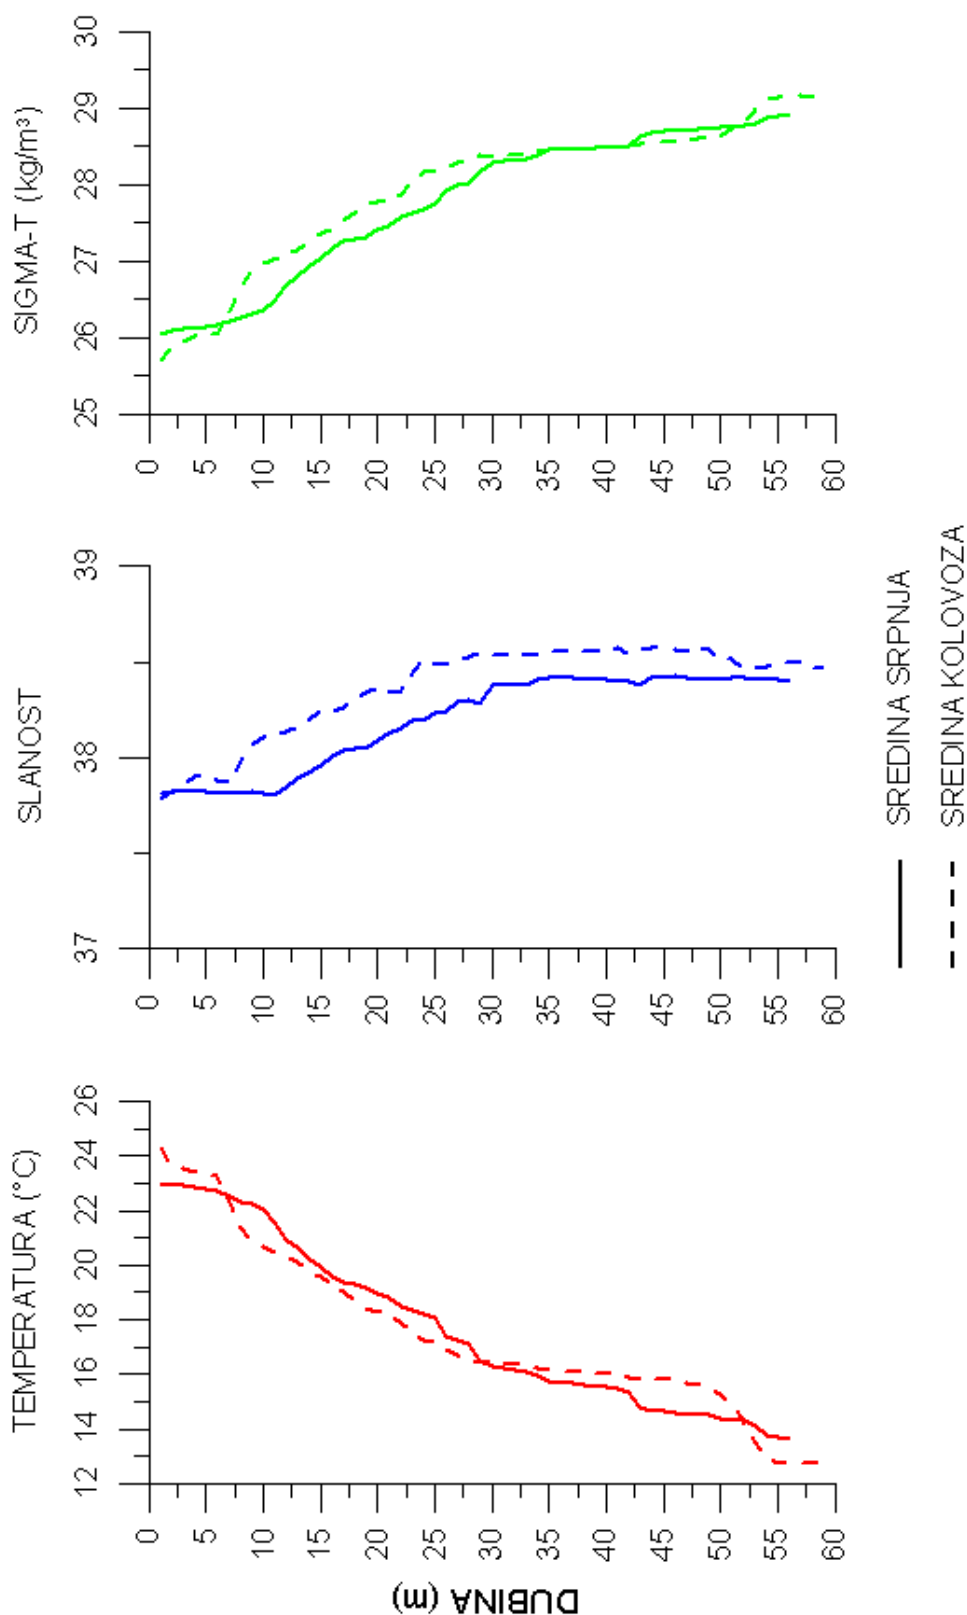 TEMPERATURA (°C) SLANOST SIGMA-T (kg/m³)
12 14 16 18 20 22 24 26 37 38 39 25 26 27 28 29 30
DUBINA (m)
0 0 0
5 5 5
10 10 10
15 15 15
20 20 20
25 25 25
30 30 30
35 35 35
40 40 40
45 45 45
50 50 50
55 55 55
60 60 60
SREDINA SRPNJA
SREDINA KOLOVOZA